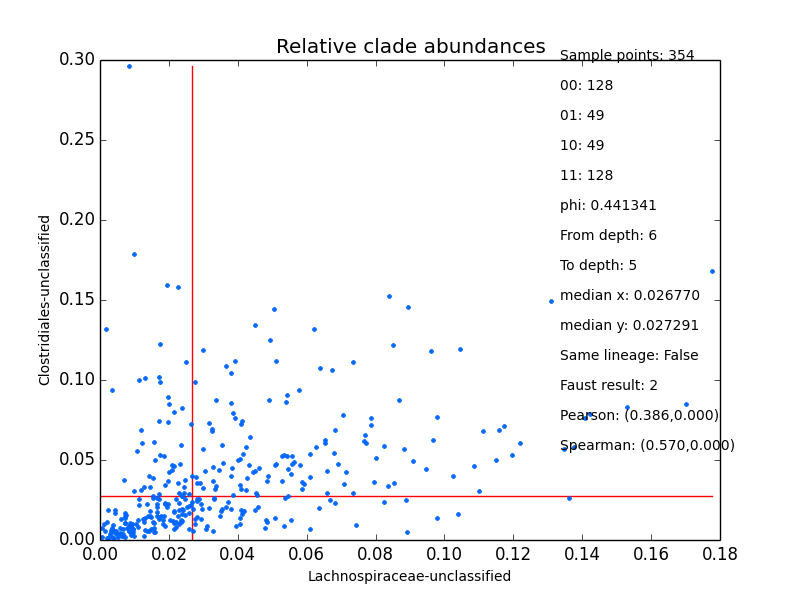 Relative clade abundances
Sample points: 354
00: 128
01: 49
10: 49
11: 128
phi: 0.441341
From depth: 6
To depth: 5
median x: 0.026770
median y: 0.027291
Same lineage: False
Faust result: 2
Pearson: (0.386,0.000)
Spearman: (0.570,0.000)
Clostridiales-unclassified
0.30
0.25
0.20
0.15
0.10
0.05
0.00
0.00 0.02 0.04 0.06 0.08 0.10 0.12 0.14 0.16 0.18
Lachnospiraceae-unclassified